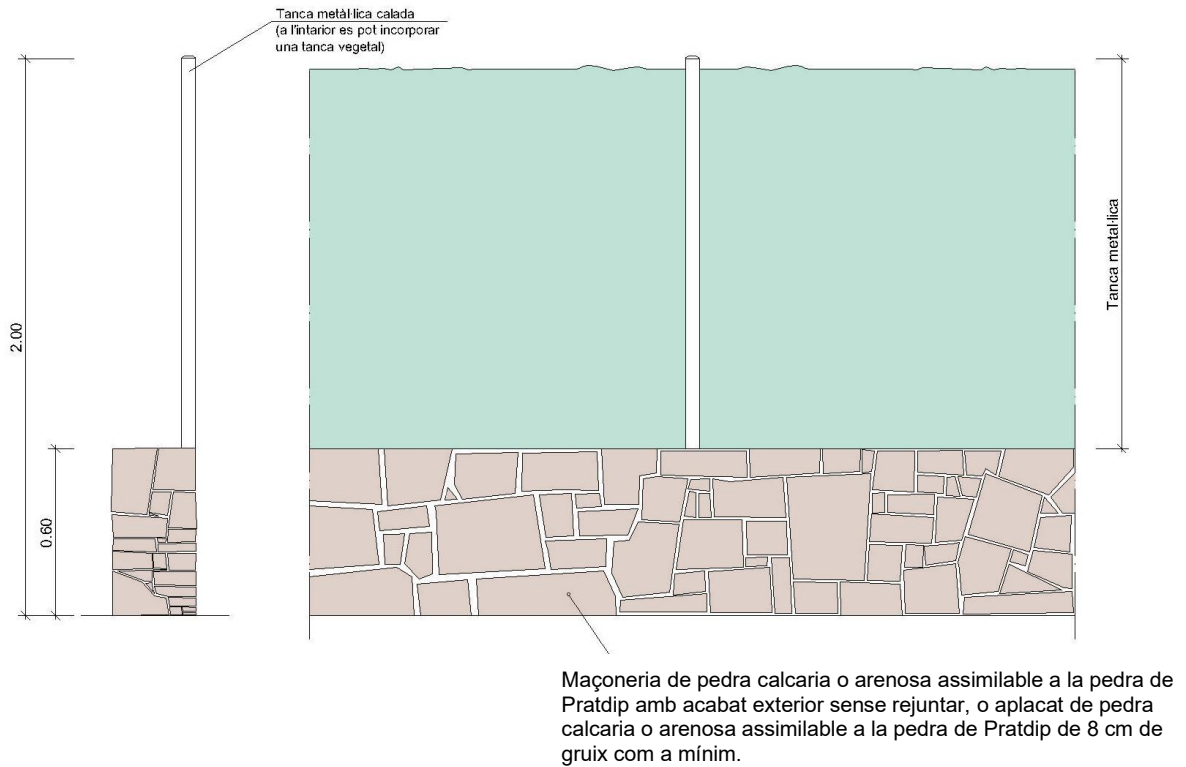 Tanca metàl·lica calada
(a l'intarior es pot incorporar
una tanca vegetal)
2.00
0.60
Tanca metal·lica
Maçoneria de pedra calcaria o arenosa assimilable a la pedra de
Pratdip amb acabat exterior sense rejuntar, o aplacat de pedra
calcaria o arenosa assimilable a la pedra de Pratdip de 8 cm de
gruix com a mínim.